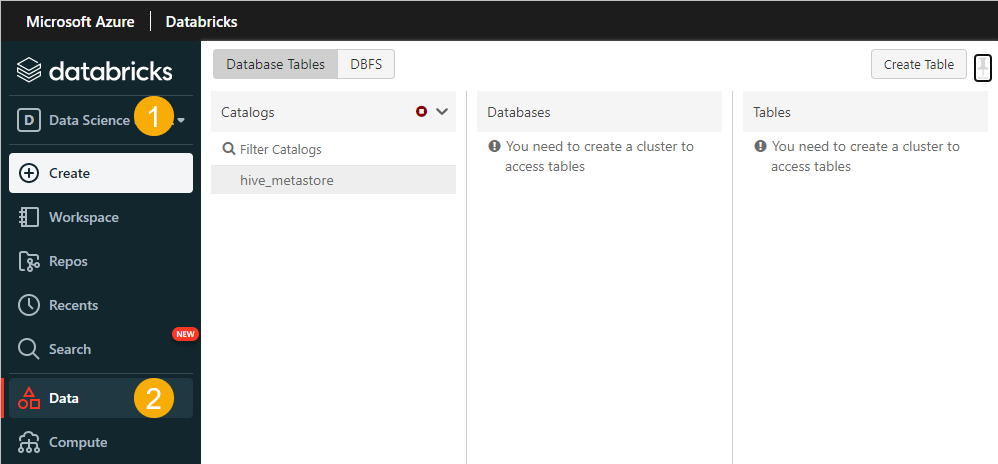 Microsoft Azure | Databricks
databricks
D Data Science 1
Create
Workspace
Repos
Recents
NEW
Search
Data 2
Compute
Database Tables DBFS
Create Table
Catalogs
Filter Catalogs
hive_metastore
Databases
You need to create a cluster to
access tables
Tables
You need to create a cluster to
access tables